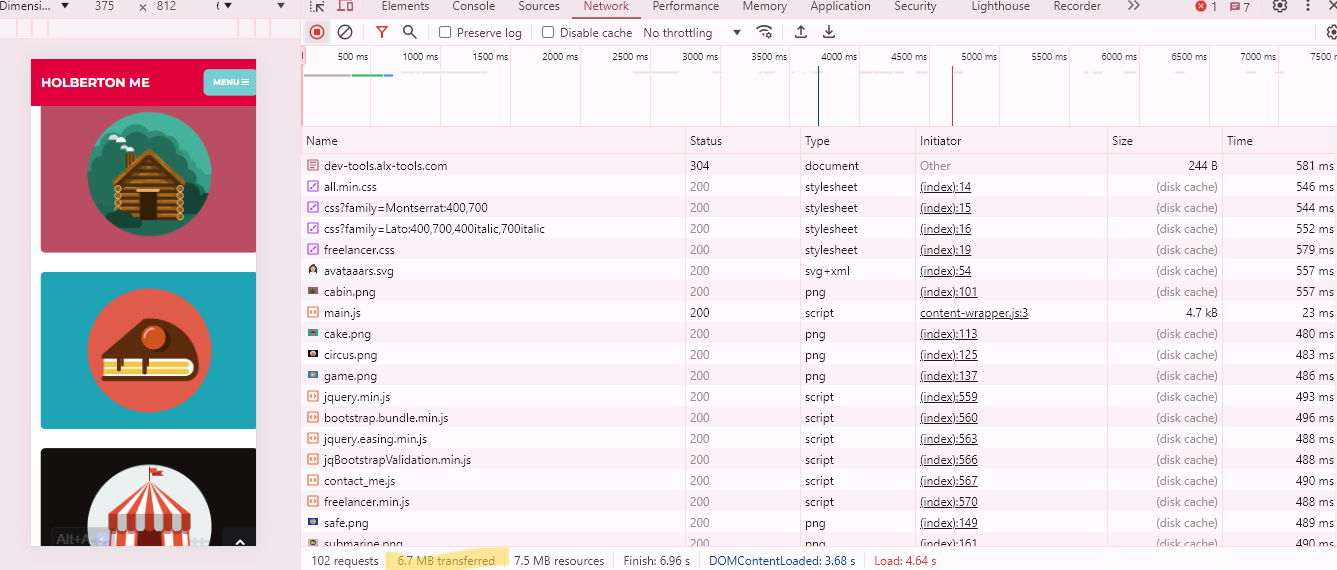 Dimensi... 375 × 812 6
Elements Console Sources Network Performance Memory Application Security Lighthouse Recorder 1 7
Preserve log Disable cache No throttling
500 ms 1000 ms 1500 ms 2000 ms 2500 ms 3000 ms 3500 ms 4000 ms 4500 ms 5000 ms 5500 ms 6000 ms 6500 ms 7000 ms 7500
HOLBERTON ME MENU
Name Status Type Initiator Size Time
dev-tools.alx-tools.com 304 document Other 244 B 581 ms
all.min.css 200 stylesheet (index):14 (disk cache) 546 ms
css?family=Montserrat:400,700 200 stylesheet (index):15 (disk cache) 544 ms
css?family=Lato:400,700,400italic,700italic 200 stylesheet (index):16 (disk cache) 552 ms
freelancer.css 200 stylesheet (index):19 (disk cache) 579 ms
avataaars.svg 200 svg+xml (index):54 (disk cache) 557 ms
cabin.png 200 png (index):101 (disk cache) 557 ms
main.js 200 script content-wrapper.js:3 4.7 kB 23 ms
cake.png 200 png (index):113 (disk cache) 480 ms
circus.png 200 png (index):125 (disk cache) 483 ms
game.png 200 png (index):137 (disk cache) 486 ms
jquery.min.js 200 script (index):559 (disk cache) 493 ms
bootstrap.bundle.min.js 200 script (index):560 (disk cache) 496 ms
jquery.easing.min.js 200 script (index):563 (disk cache) 488 ms
jqBootstrapValidation.min.js 200 script (index):566 (disk cache) 488 ms
contact_me.js 200 script (index):567 (disk cache) 490 ms
freelancer.min.js 200 script (index):570 (disk cache) 488 ms
safe.png 200 png (index):149 (disk cache) 489 ms
submarine.png 200 png (index):161 (disk cache) 490 ms
Alt+A
102 requests 6.7 MB transferred 7.5 MB resources Finish: 6.96 s DOMContentLoaded: 3.68 s Load: 4.64 s